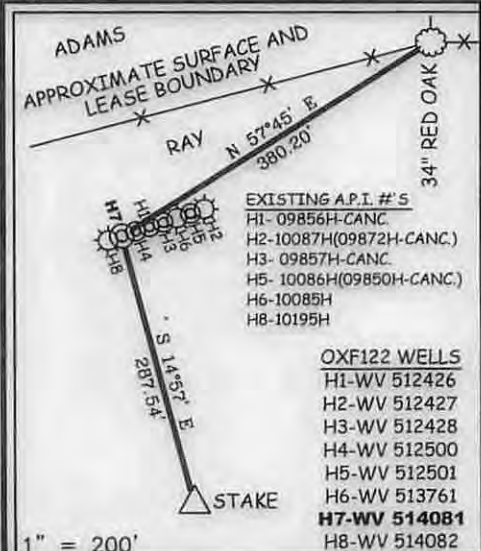 ADAMS
APPROXIMATE SURFACE AND
LEASE BOUNDARY
RAY
N 57°45' E
380.20'
34" RED OAK
H7
H1
H2
H8
H4
H3
H6
H5
EXISTING A.P.I. #'S
H1- 09856H-CANC.
H2-10087H(09872H-CANC.)
H3- 09857H-CANC.
H5- 10086H(09850H-CANC.)
H6-10085H
H8-10195H
S 14°57' E
287.54'
STAKE
OXF122 WELLS
H1-WV 512426
H2-WV 512427
H3-WV 512428
H4-WV 512500
H5-WV 512501
H6-WV 513761
H7-WV 514081
H8-WV 514082
1" = 200'